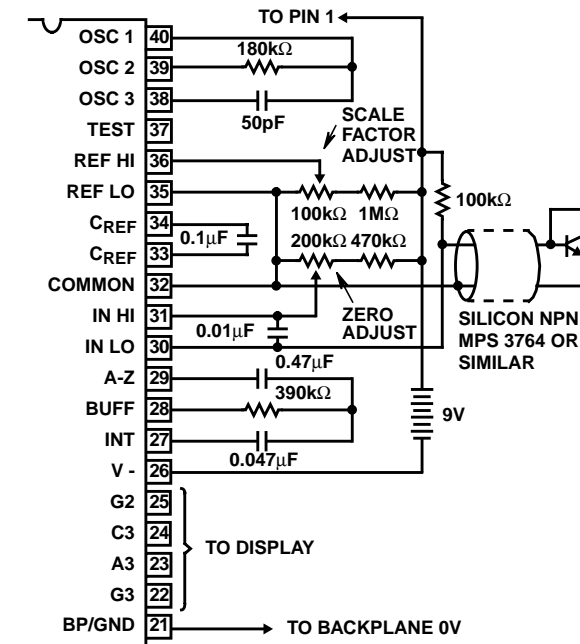 TO PIN 1
OSC 1 40
180kΩ
OSC 2 39
OSC 3 38
50pF
TEST 37
SCALE
FACTOR
ADJUST
REF HI 36
REF LO 35
100kΩ 1MΩ
100kΩ
CREF 34
0.1μF
200kΩ 470kΩ
CREF 33
COMMON 32
ZERO
ADJUST
SILICON NPN
MPS 3764 OR
SIMILAR
IN HI 31
0.01μF
IN LO 30
0.47μF
A-Z 29
390kΩ
BUFF 28
9V
INT 27
0.047μF
V - 26
G2 25
C3 24
TO DISPLAY
A3 23
G3 22
BP/GND 21
TO BACKPLANE 0V